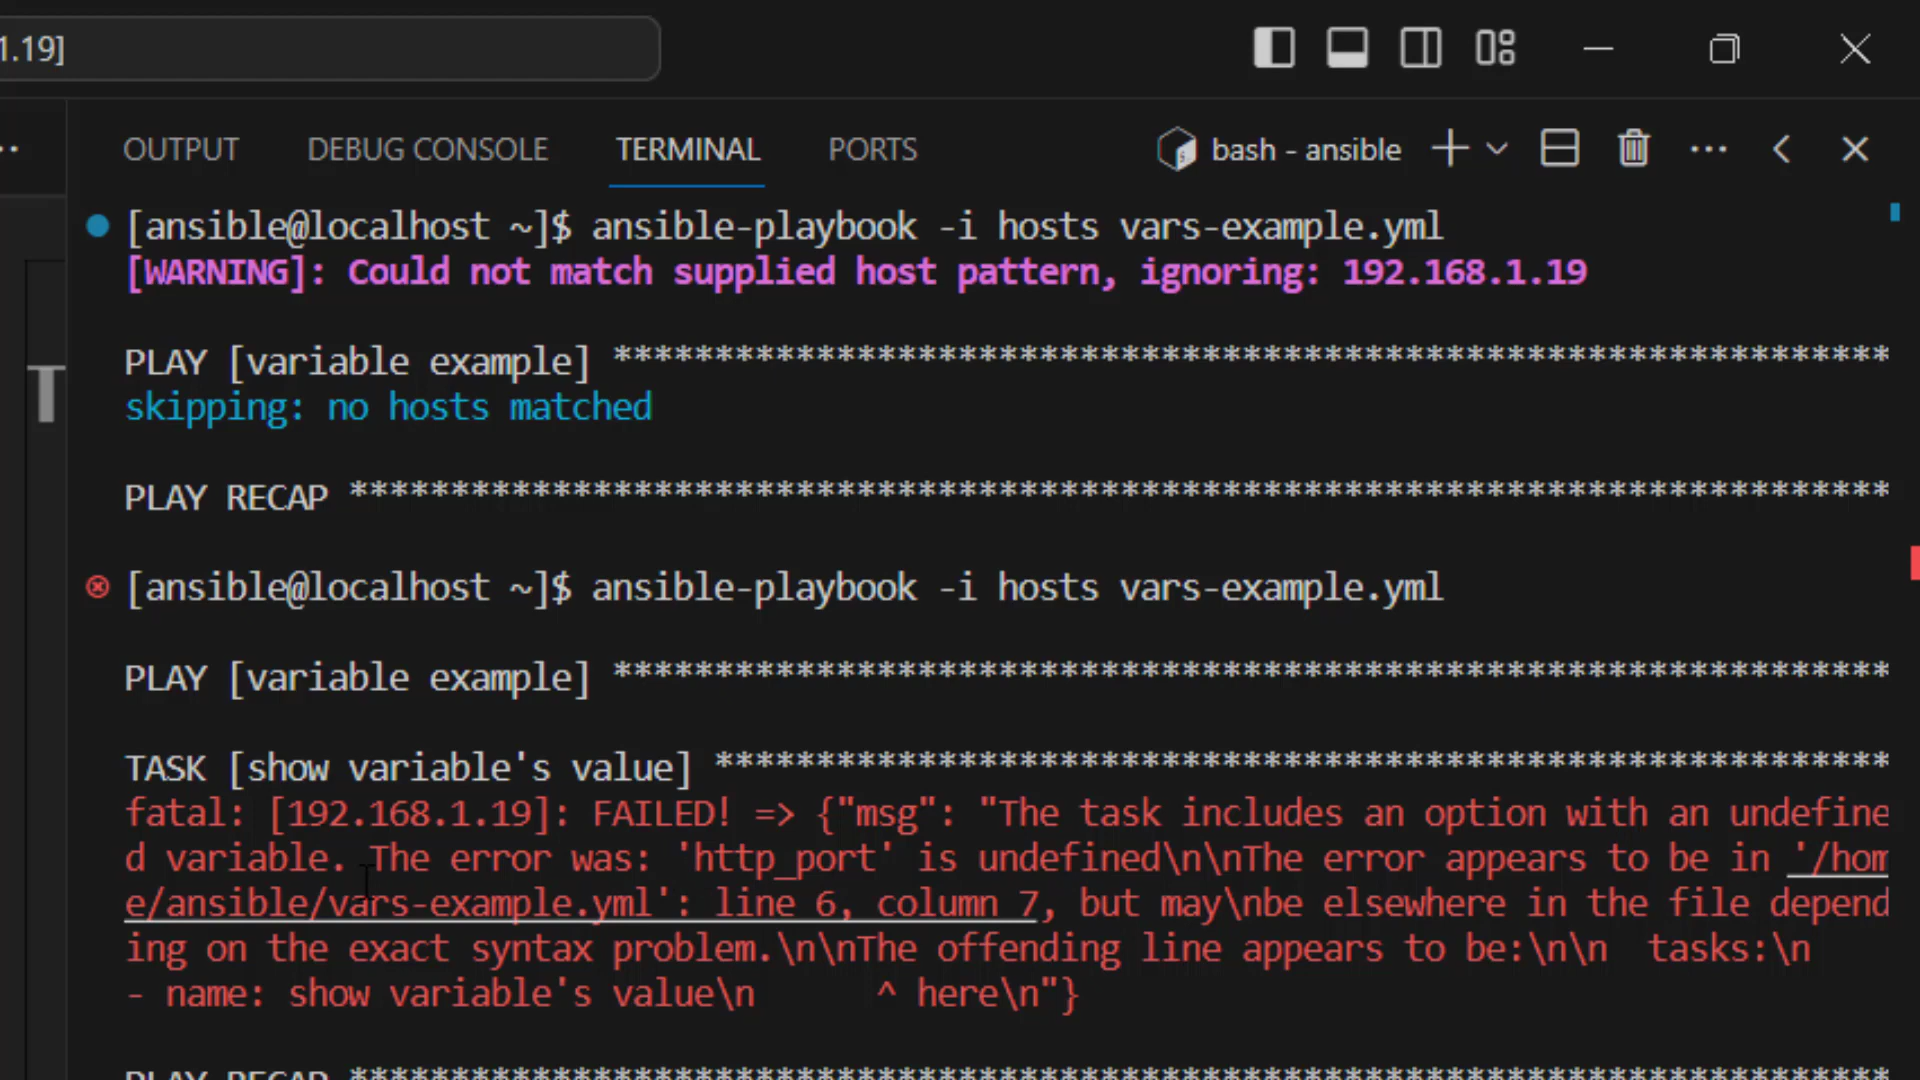 1.19]
OUTPUT DEBUG CONSOLE TERMINAL PORTS bash - ansible
[ansible@localhost ~]$ ansible-playbook -i hosts vars-example.yml
[WARNING]: Could not match supplied host pattern, ignoring: 192.168.1.19
PLAY [variable example] ***************************************************************
skipping: no hosts matched
PLAY RECAP ****************************************************************************
[ansible@localhost ~]$ ansible-playbook -i hosts vars-example.yml
PLAY [variable example] ***************************************************************
TASK [show variable's value] **********************************************************
fatal: [192.168.1.19]: FAILED! => {"msg": "The task includes an option with an undefine
d variable. The error was: 'http_port' is undefined\n\nThe error appears to be in '/hom
e/ansible/vars-example.yml': line 6, column 7, but may\nbe elsewhere in the file depend
ing on the exact syntax problem.\n\nThe offending line appears to be:\n\n  tasks:\n
- name: show variable's value\n      ^ here\n"}
PLAY RECAP ****************************************************************************